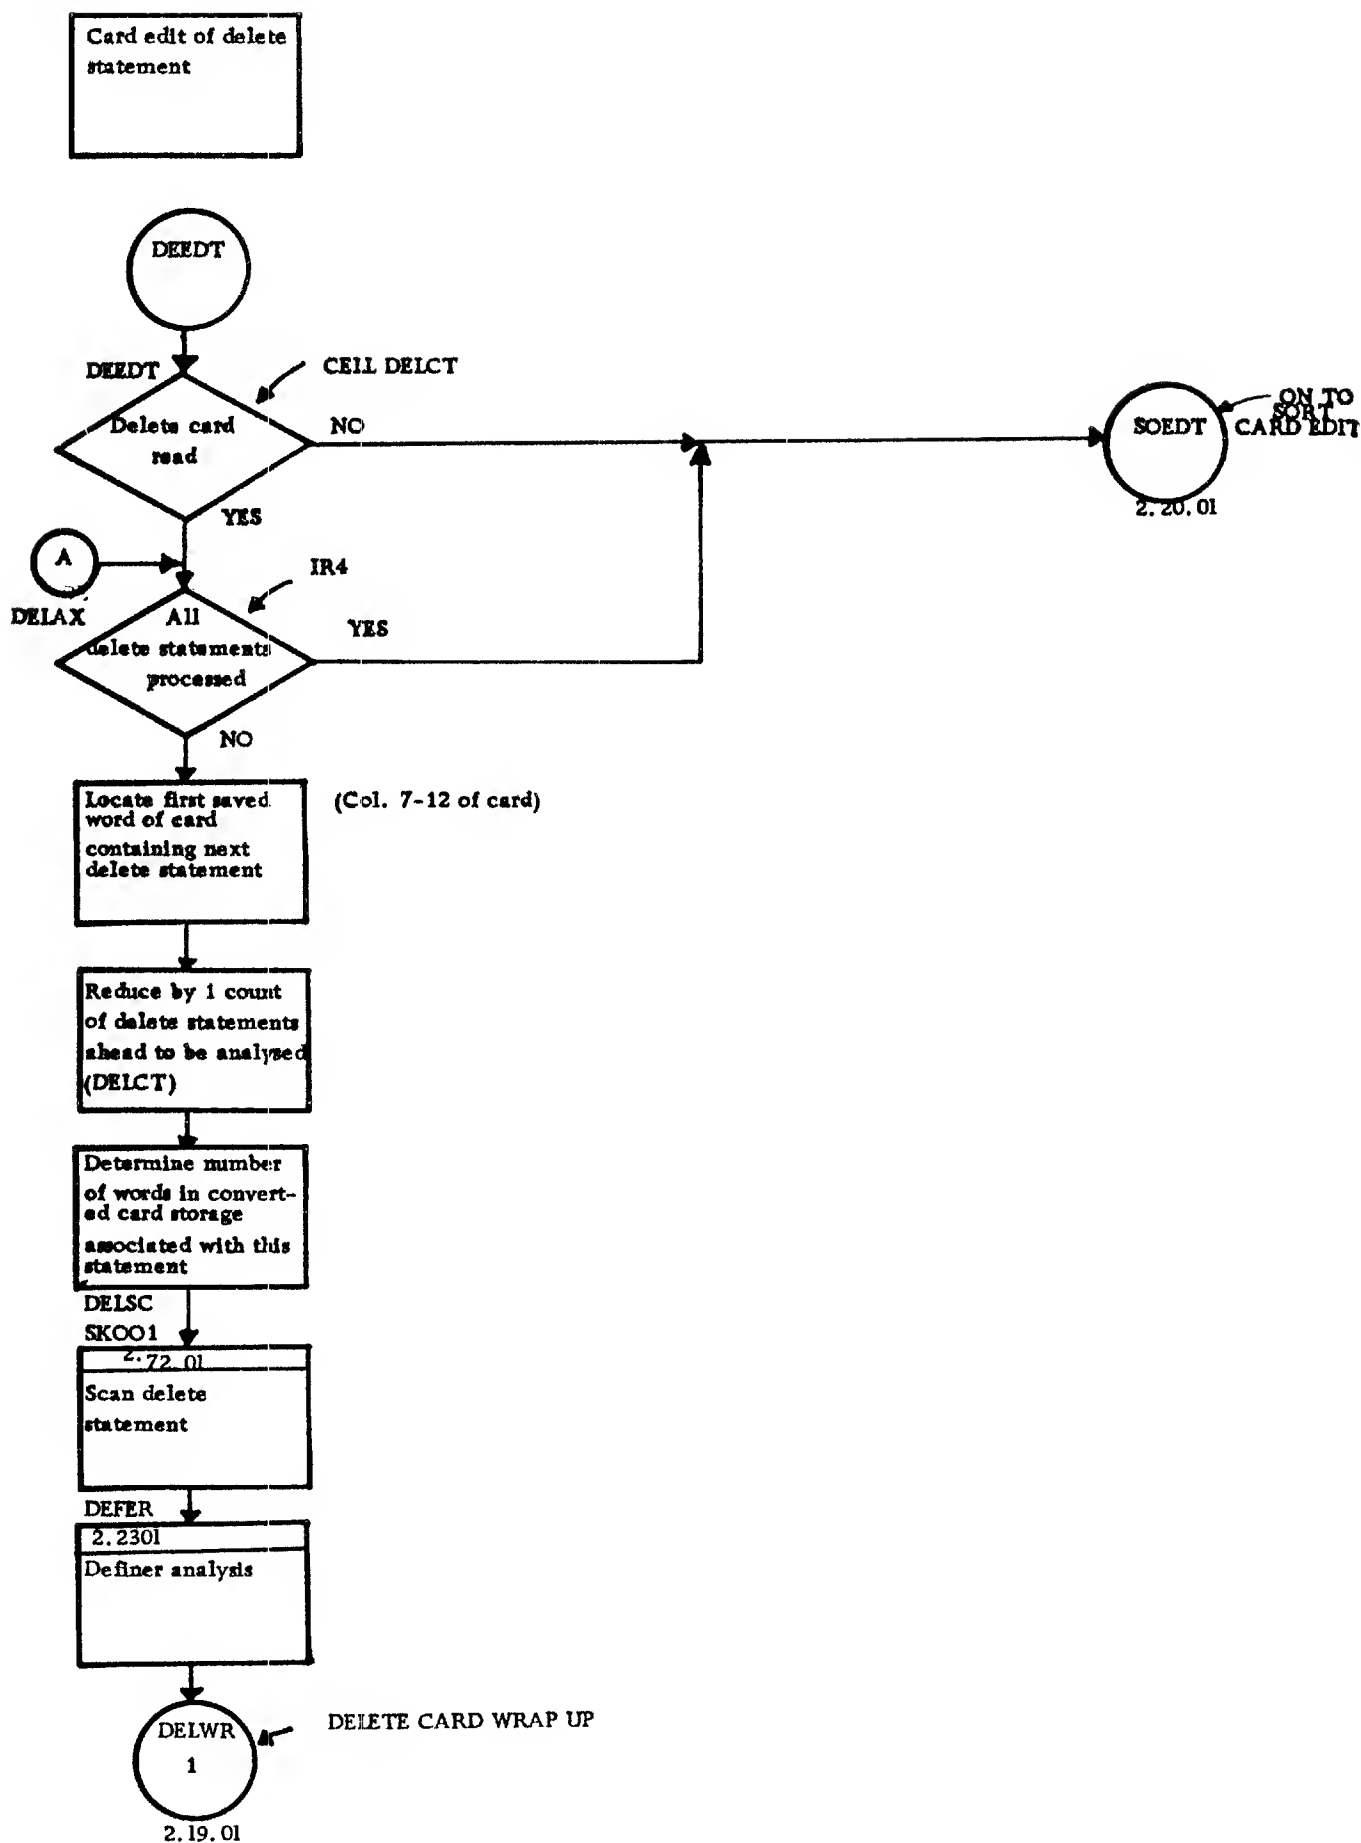 Card edit of delete
statement
DEEDT
DEEDT
CELL DELCT
Delete card
read
NO
YES
ON TO
SORT
CARD EDIT
SOEDT
2.20.01
A
DELAX
IR4
All
delete statements
processed
YES
NO
Locate first saved
word of card
containing next
delete statement
(Col. 7-12 of card)
Reduce by 1 count
of delete statements
ahead to be analysed
(DELCT)
Determine number
of words in convert-
ed card storage
associated with this
statement
DELSC
SKOO1
2.72.01
Scan delete
statement
DEFER
2.2301
Definer analysis
DELWR
1
DELETE CARD WRAP UP
2.19.01